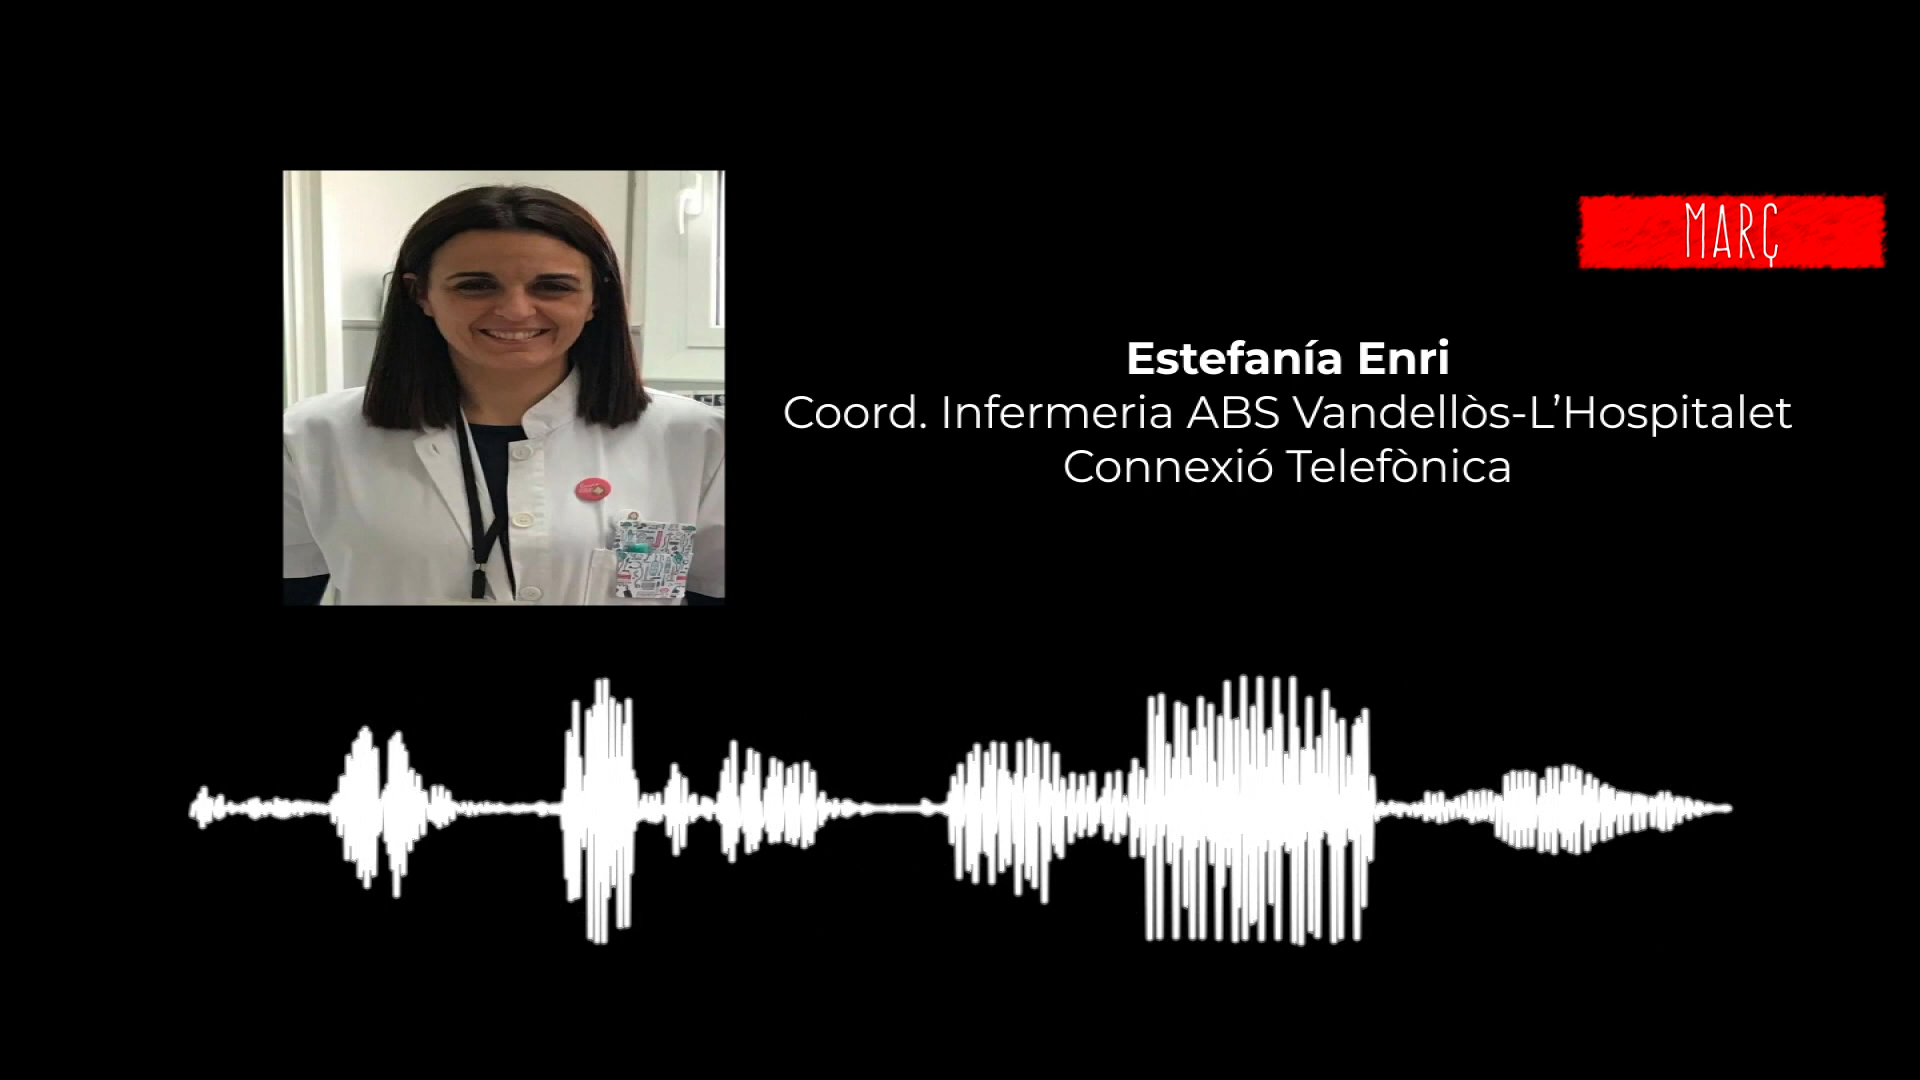 MARÇ
Estefanía Enri
Coord. Infermeria ABS Vandellòs-L’Hospitalet
Connexió Telefònica